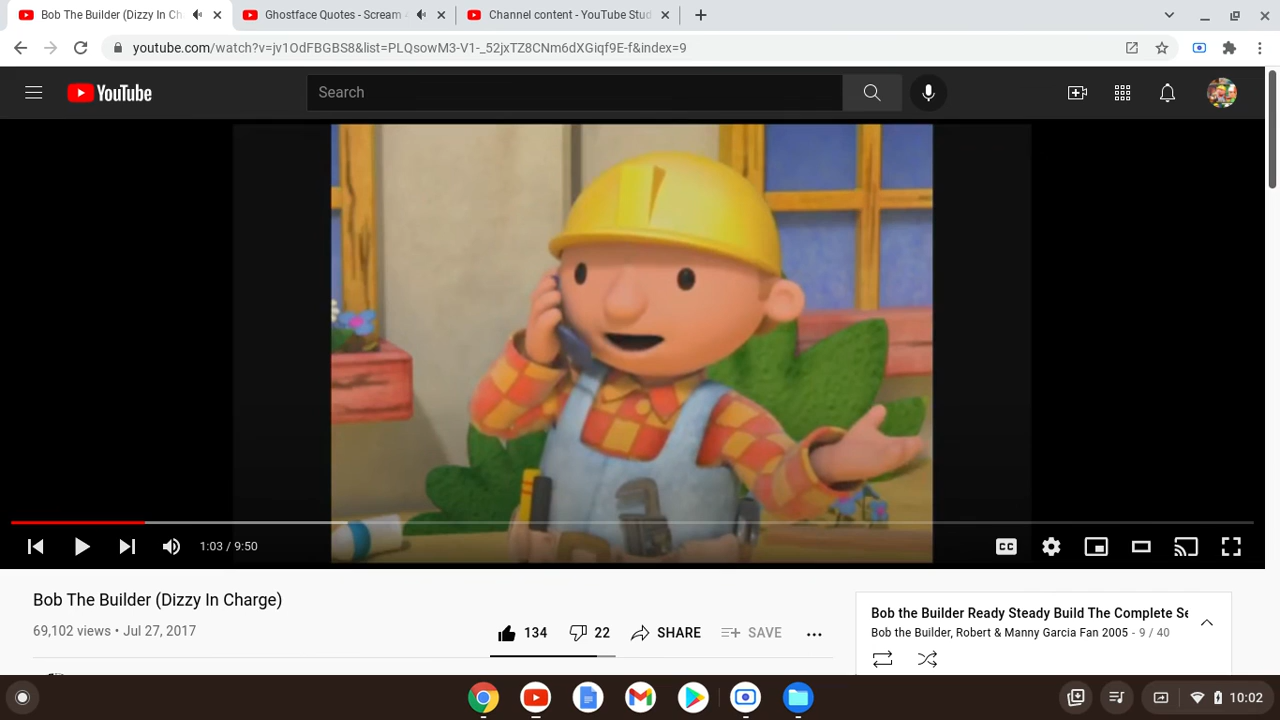 Bob The Builder (Dizzy In Ch
Ghostface Quotes - Scream
Channel content - YouTube Stud
youtube.com/watch?v=jv1OdFBGBS8&list=PLQsowM3-V1-_52jxTZ8CNm6dXGiqf9E-f&index=9
YouTube
Search
1:03 / 9:50
CC
Bob The Builder (Dizzy In Charge)
69,102 views • Jul 27, 2017
134
22
SHARE
SAVE
Bob the Builder Ready Steady Build The Complete Se
Bob the Builder, Robert & Manny Garcia Fan 2005 - 9 / 40
10:02